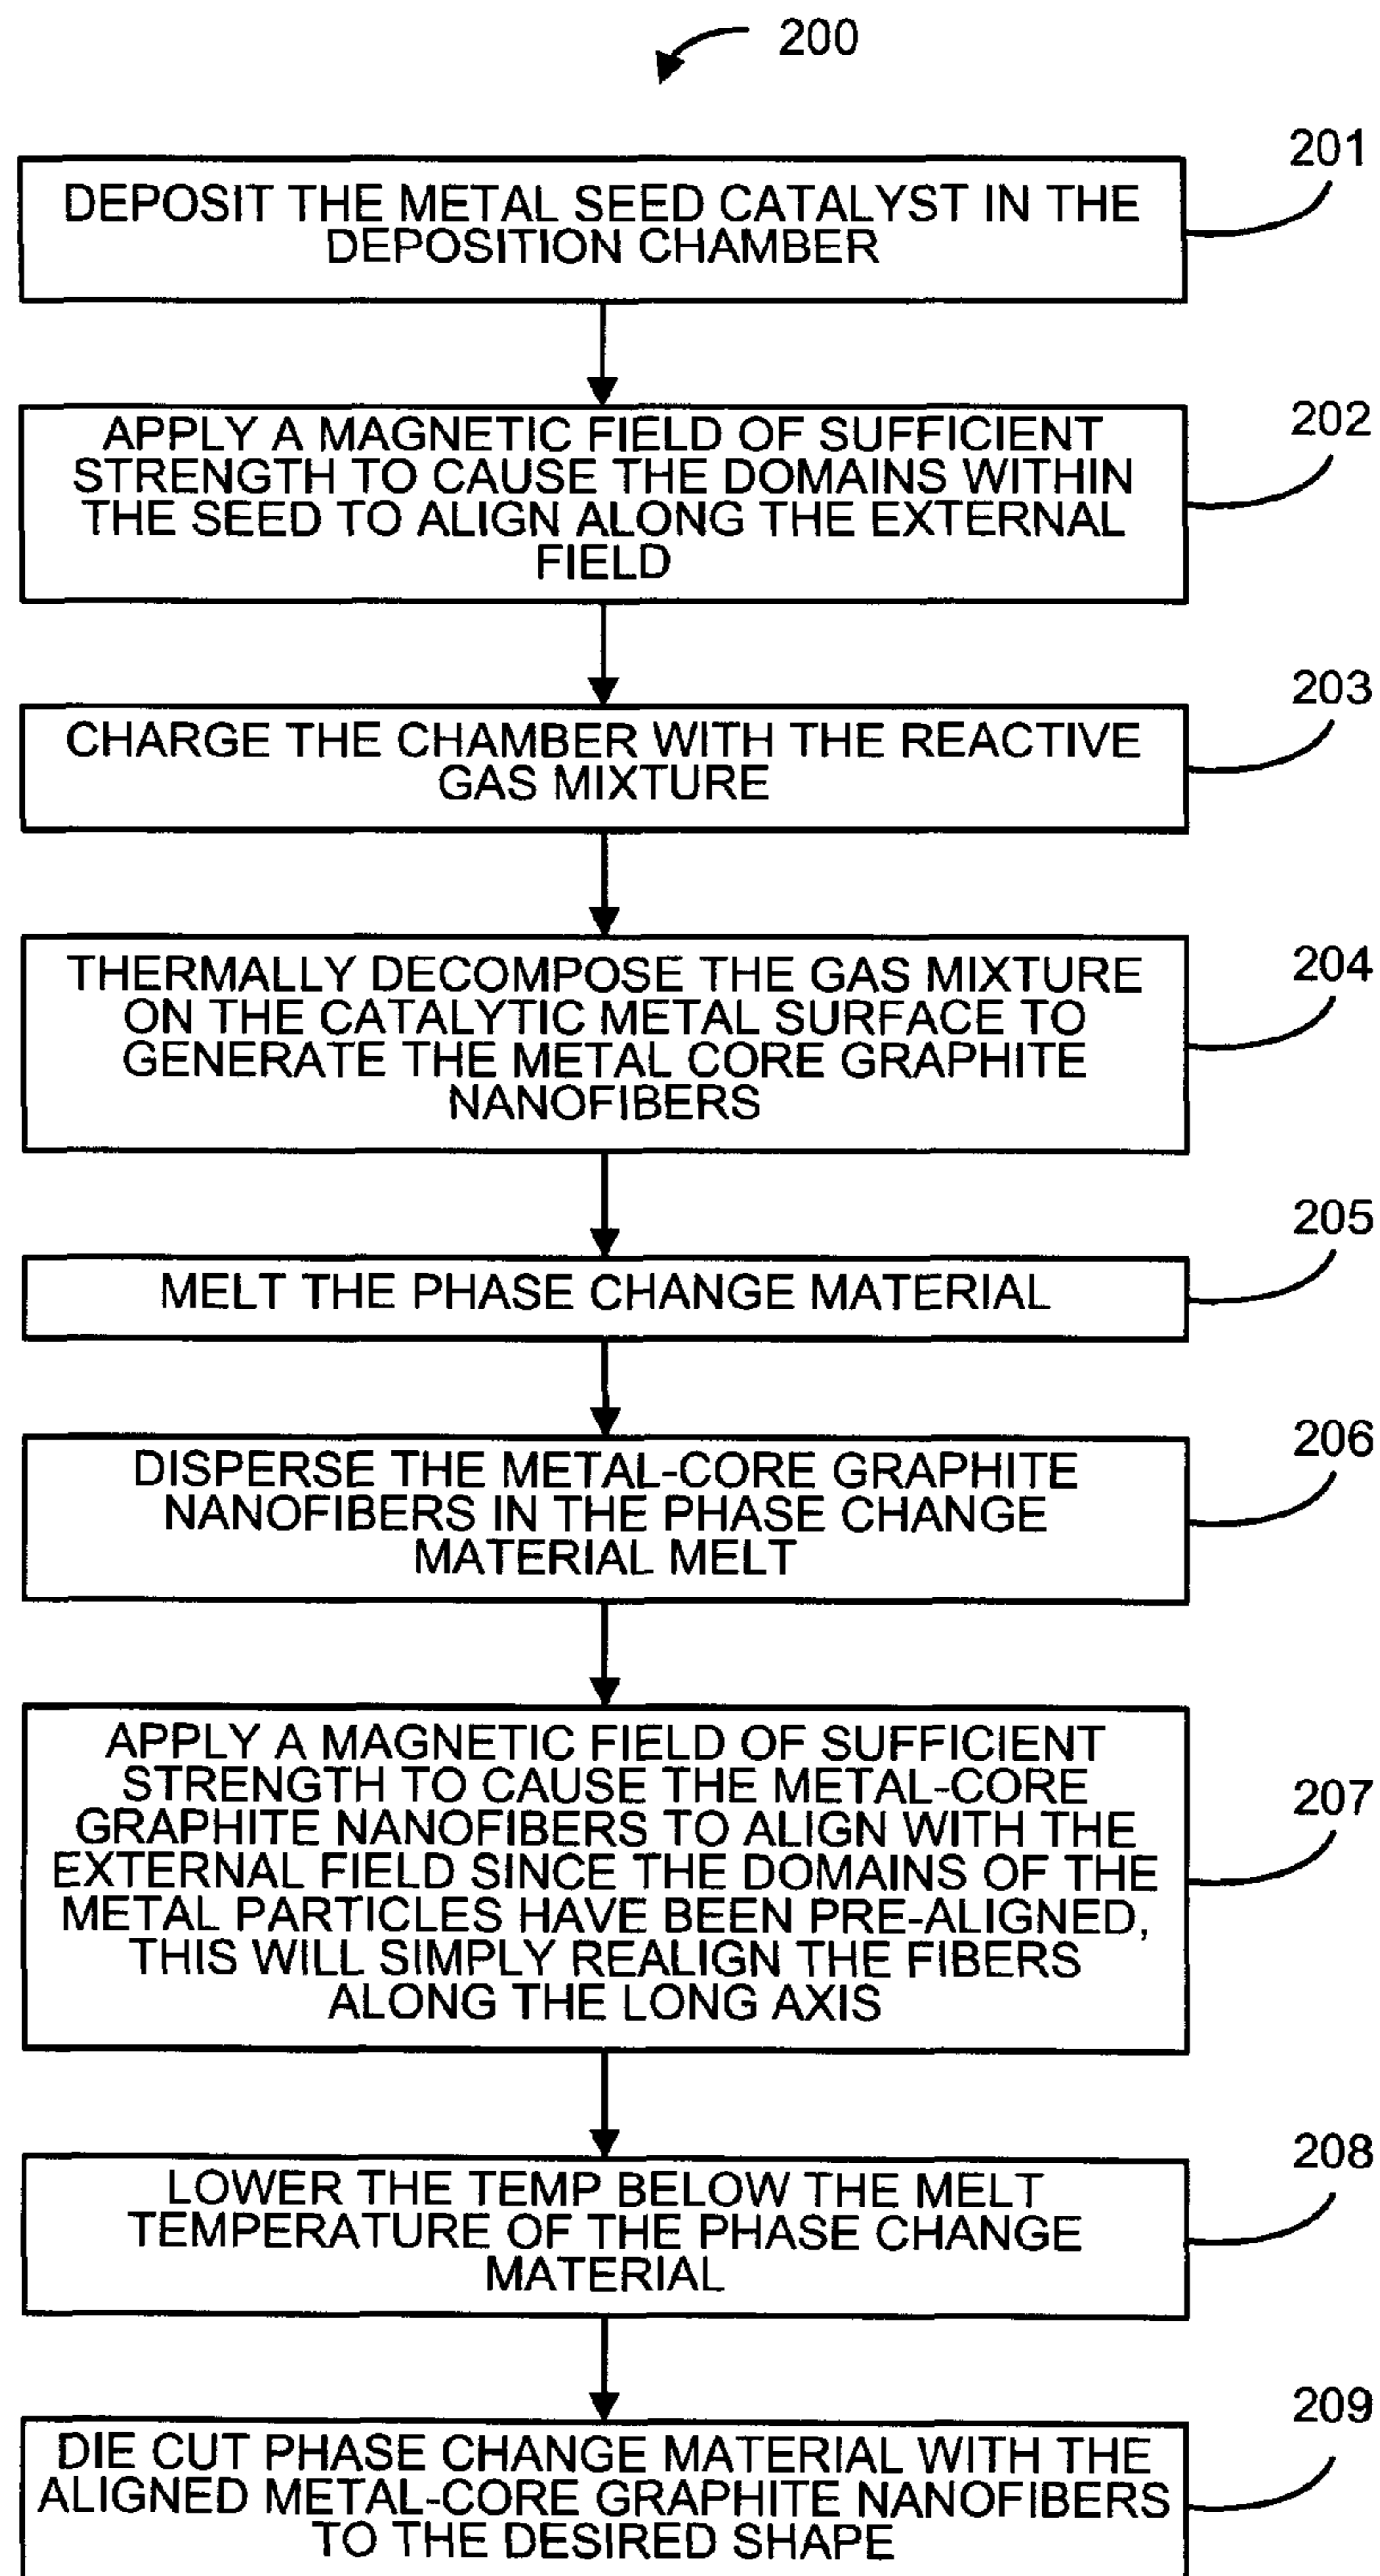 200
201
DEPOSIT THE METAL SEED CATALYST IN THE
DEPOSITION CHAMBER
202
APPLY A MAGNETIC FIELD OF SUFFICIENT
STRENGTH TO CAUSE THE DOMAINS WITHIN
THE SEED TO ALIGN ALONG THE EXTERNAL
FIELD
203
CHARGE THE CHAMBER WITH THE REACTIVE
GAS MIXTURE
204
THERMALLY DECOMPOSE THE GAS MIXTURE
ON THE CATALYTIC METAL SURFACE TO
GENERATE THE METAL CORE GRAPHITE
NANOFIBERS
205
MELT THE PHASE CHANGE MATERIAL
206
DISPERSE THE METAL-CORE GRAPHITE
NANOFIBERS IN THE PHASE CHANGE
MATERIAL MELT
207
APPLY A MAGNETIC FIELD OF SUFFICIENT
STRENGTH TO CAUSE THE METAL-CORE
GRAPHITE NANOFIBERS TO ALIGN WITH THE
EXTERNAL FIELD SINCE THE DOMAINS OF THE
METAL PARTICLES HAVE BEEN PRE-ALIGNED,
THIS WILL SIMPLY REALIGN THE FIBERS
ALONG THE LONG AXIS
208
LOWER THE TEMP BELOW THE MELT
TEMPERATURE OF THE PHASE CHANGE
MATERIAL
209
DIE CUT PHASE CHANGE MATERIAL WITH THE
ALIGNED METAL-CORE GRAPHITE NANOFIBERS
TO THE DESIRED SHAPE